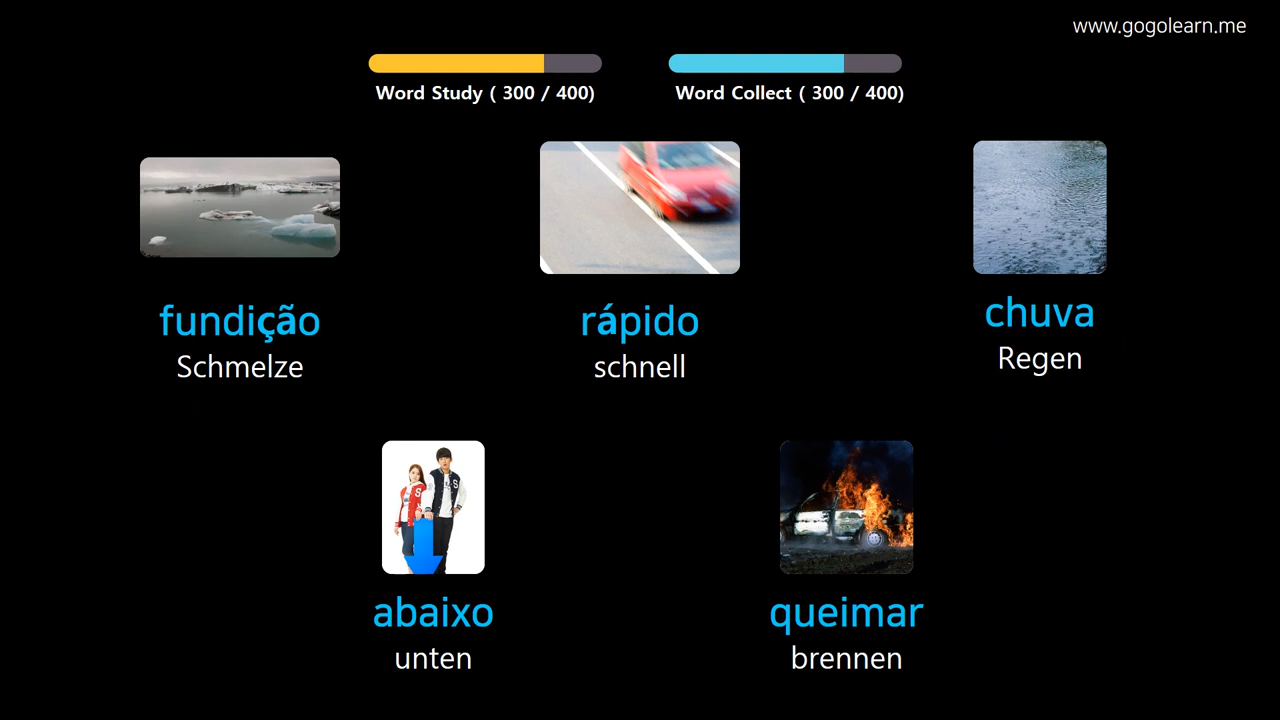 www.gogolearn.me
Word Study ( 300 / 400)
Word Collect ( 300 / 400)
fundição
Schmelze
rápido
schnell
chuva
Regen
abaixo
unten
queimar
brennen